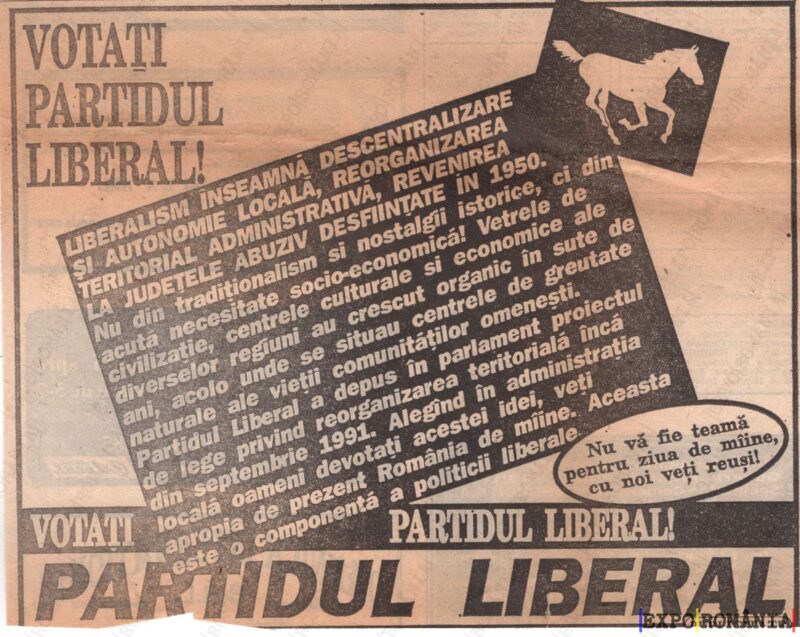 VOTAȚI
PARTIDUL
LIBERAL!
LIBERALISM ÎNSEAMNĂ DESCENTRALIZARE
ȘI AUTONOMIE LOCALĂ, REORGANIZAREA
TERITORIAL ADMINISTRATIVĂ, REVENIREA
LA JUDEȚELE ABUZIV DESFIINȚATE ÎN 1950.
Nu din traditionalism si nostalgii istorice, ci din
acută necesitate socio-economică! Vetrele de
civilizație, centrele culturale si economice ale
diverselor regiuni au crescut organic în sute de
ani, acolo unde se situau centrele de greutate
naturale ale vieții comunităților omenești.
Partidul Liberal a depus în parlament proiectul
de lege privind reorganizarea teritorială încă
din septembrie 1991. Alegînd în administrația
locală oameni devotați acestei idei, veți
apropia de prezent România de mîine. Aceasta
este o componentă a politicii liberale
Nu vă fie teamă
pentru ziua de mîine,
cu noi veți reuși!
VOTAȚI PARTIDUL LIBERAL!
PARTIDUL LIBERAL
EXPO ROMÂNIA